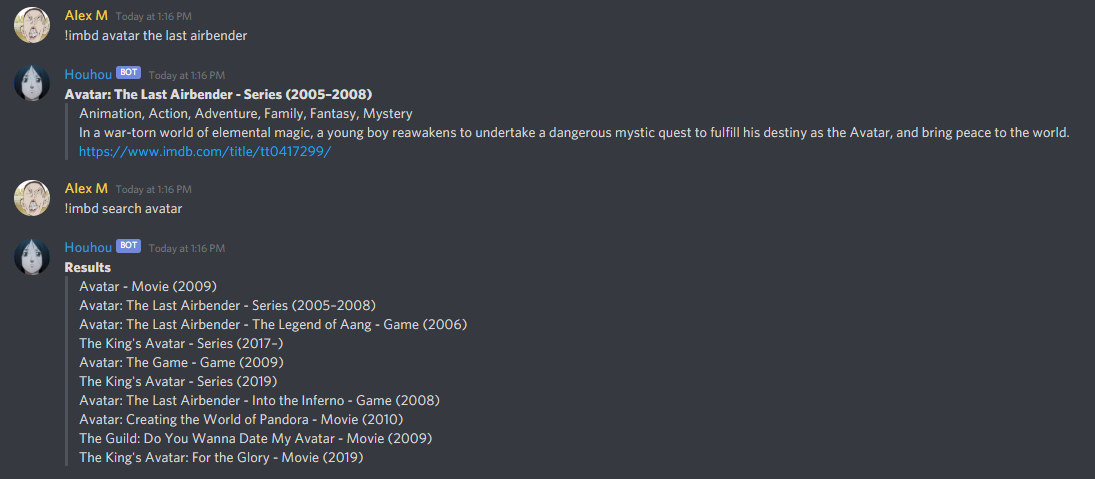 Alex M Today at 1:16 PM
!imbd avatar the last airbender
Houhou BOT Today at 1:16 PM
Avatar: The Last Airbender - Series (2005–2008)
Animation, Action, Adventure, Family, Fantasy, Mystery
In a war-torn world of elemental magic, a young boy reawakens to undertake a dangerous mystic quest to fulfill his destiny as the Avatar, and bring peace to the world.
https://www.imdb.com/title/tt0417299/
Alex M Today at 1:16 PM
!imbd search avatar
Houhou BOT Today at 1:16 PM
Results
Avatar - Movie (2009)
Avatar: The Last Airbender - Series (2005–2008)
Avatar: The Last Airbender - The Legend of Aang - Game (2006)
The King's Avatar - Series (2017–)
Avatar: The Game - Game (2009)
The King's Avatar - Series (2019)
Avatar: The Last Airbender - Into the Inferno - Game (2008)
Avatar: Creating the World of Pandora - Movie (2010)
The Guild: Do You Wanna Date My Avatar - Movie (2009)
The King's Avatar: For the Glory - Movie (2019)